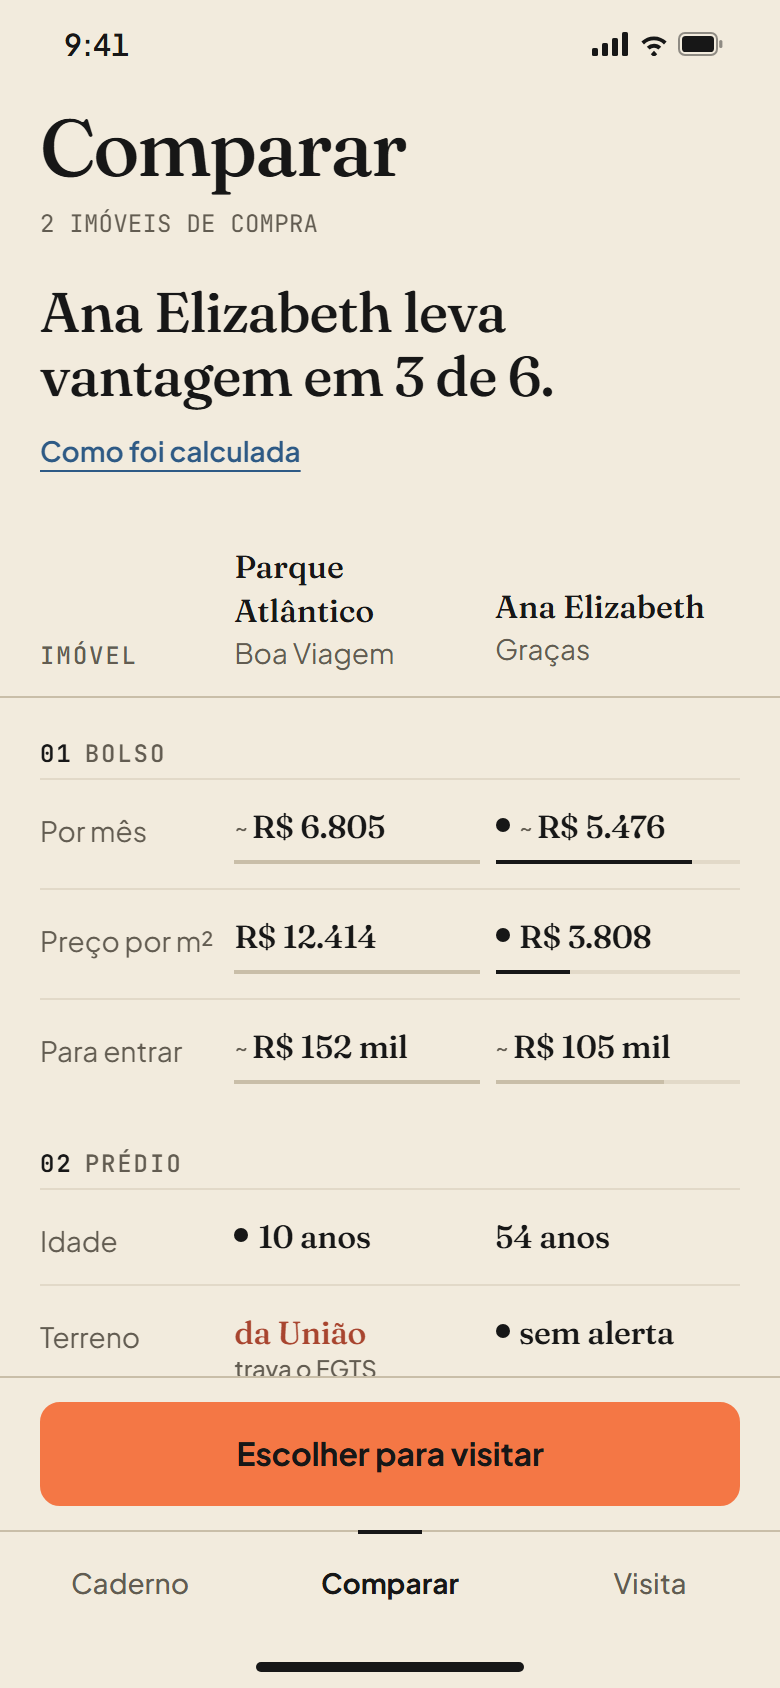 9:41
Comparar
2 IMÓVEIS DE COMPRA
Ana Elizabeth leva
vantagem em 3 de 6.
Como foi calculada
IMÓVEL
Parque
Atlântico
Boa Viagem
Ana Elizabeth
Graças
01 BOLSO
Por mês ~R$ 6.805 ~R$ 5.476
Preço por m² R$ 12.414 R$ 3.808
Para entrar ~R$ 152 mil ~R$ 105 mil
02 PRÉDIO
Idade 10 anos 54 anos
Terreno da União sem alerta
trava o FGTS
Escolher para visitar
Caderno Comparar Visita